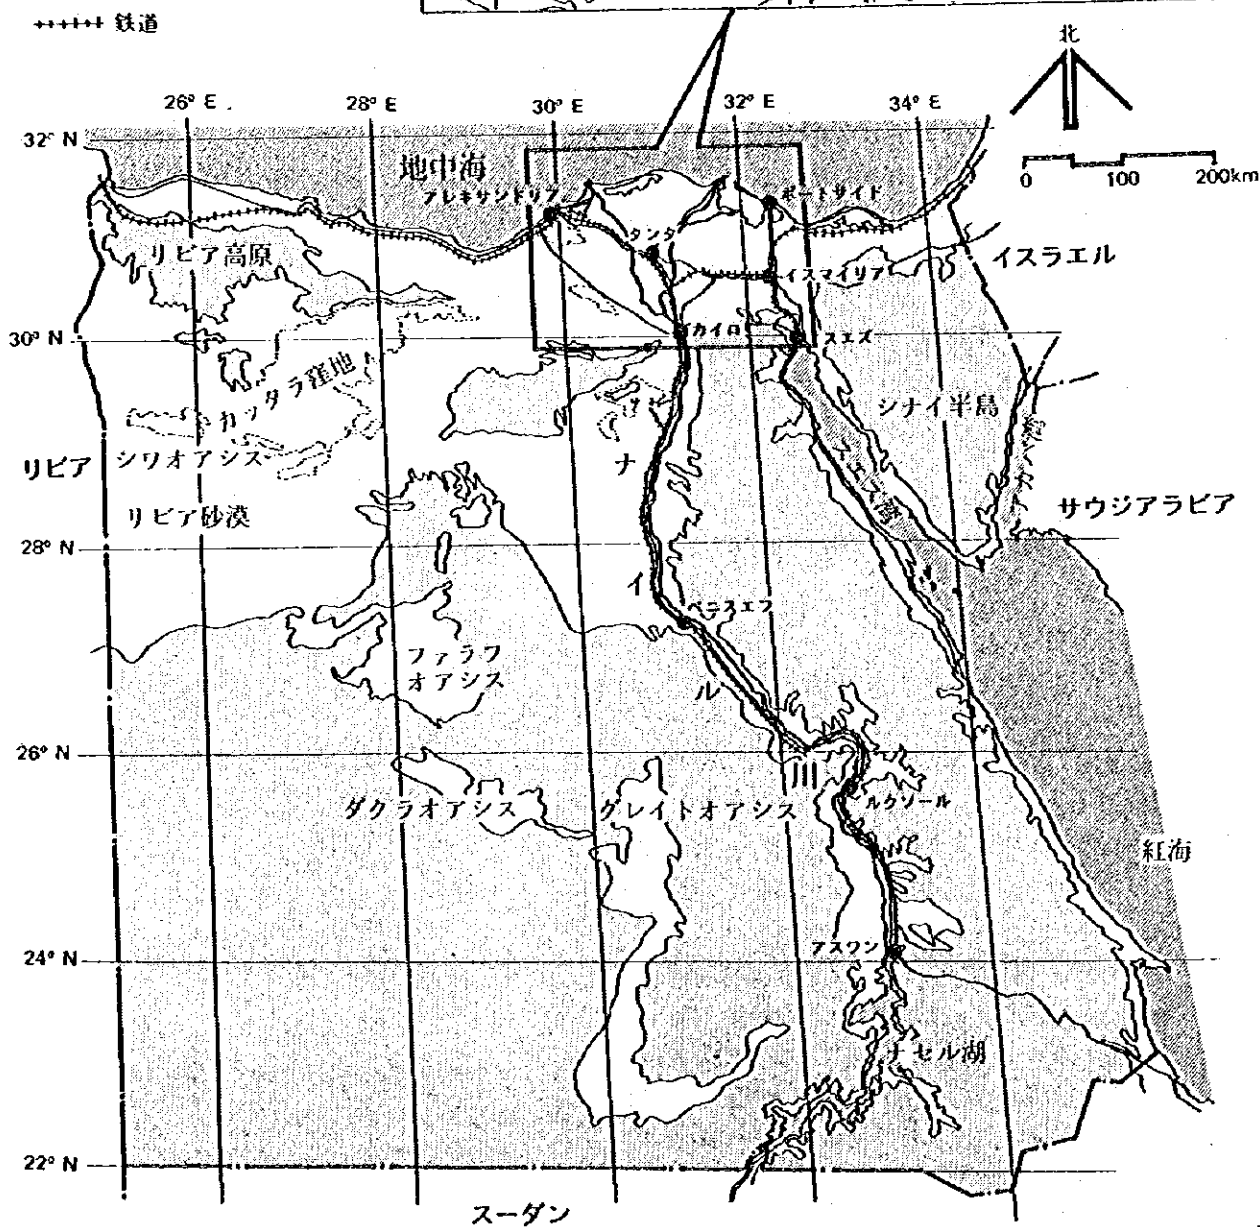 鉄道
北
26° E
28° E
30° E
32° E
34° E
32° N
地中海
0 100 200km
アレキサンドリア
ポートサイド
タンタ
リビア高原
イスラエル
イスマイリア
30° N
カイロ
スエズ
カッタラ窪地
シナイ半島
リビア
シワオアシス
ナイル川
スエズ湾
リビア砂漠
サウジアラビア
28° N
ベニスエフ
ファラフ
オアシス
26° N
ダクラオアシス
グレイトオアシス
ルクソール
紅海
アスワン
24° N
ナセル湖
22° N
スーダン